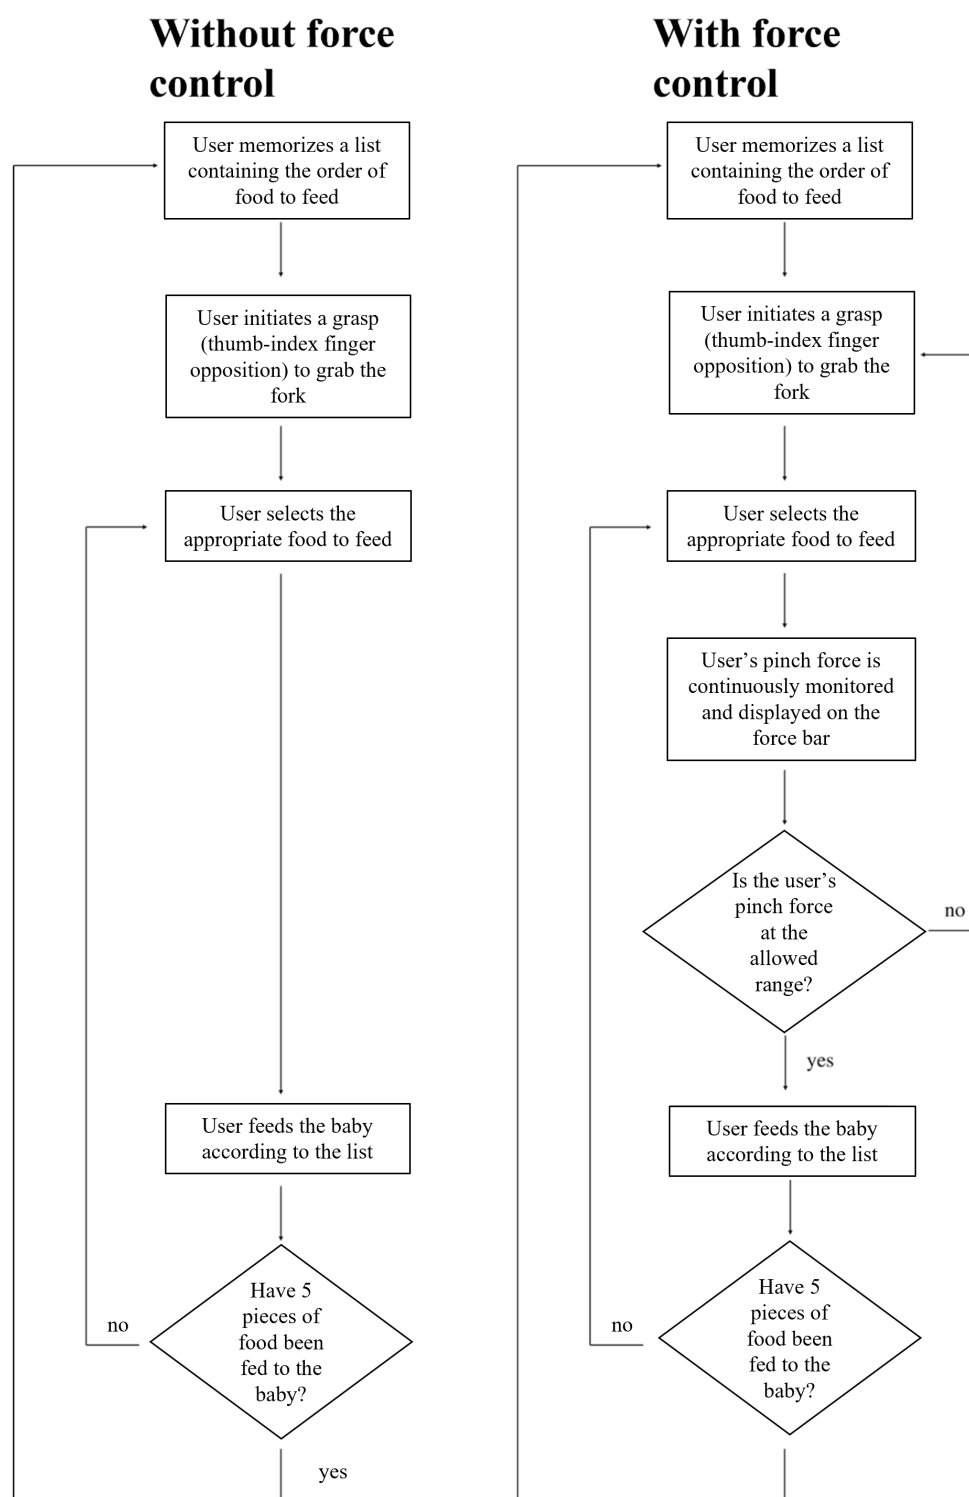 Without force
control
User memorizes a list
containing the order of
food to feed
User initiates a grasp
(thumb-index finger
opposition) to grab the
fork
User selects the
appropriate food to feed
User feeds the baby
according to the list
Have 5
pieces of
food been
fed to the
baby?
no
yes
With force
control
User memorizes a list
containing the order of
food to feed
User initiates a grasp
(thumb-index finger
opposition) to grab the
fork
User selects the
appropriate food to feed
User’s pinch force is
continuously monitored
and displayed on the
force bar
Is the user’s
pinch force
at the
allowed
range?
no
yes
User feeds the baby
according to the list
Have 5
pieces of
food been
fed to the
baby?
no